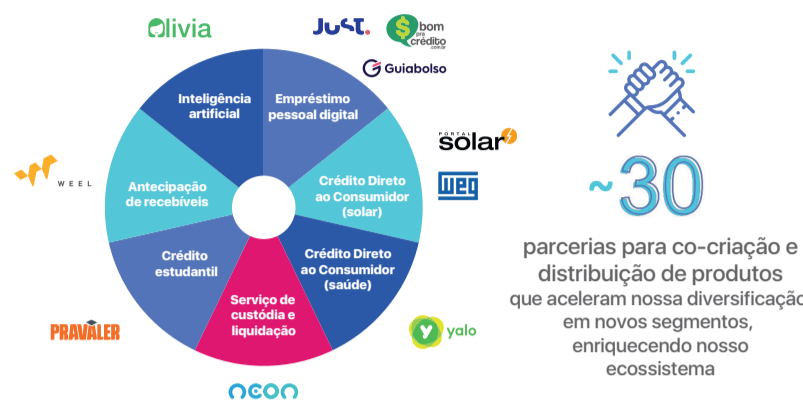 Olivia
JUST.
bom
pra
crédito
.com.br
Guiabolso
Inteligência
artificial
Empréstimo
pessoal digital
PORTAL
solar
WEEL
Antecipação
de recebíveis
Crédito Direto
ao Consumidor
(solar)
WEG
~30
Crédito
estudantil
Crédito Direto
ao Consumidor
(saúde)
parcerias para co-criação e
distribuição de produtos
que aceleram nossa diversificação
em novos segmentos,
enriquecendo nosso
ecossistema
Serviço de
custódia e
liquidação
PRAVALER
yalo
neon